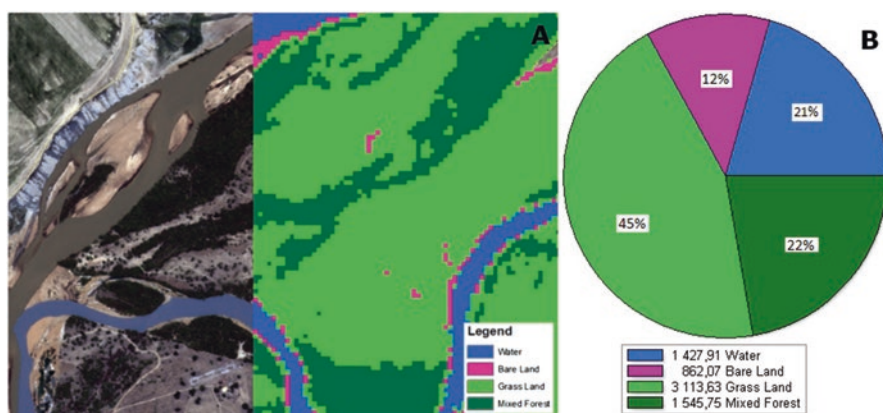 A
Legend
Water
Bare Land
Grass Land
Mixed Forest
B
12%
21%
45%
22%
1 427,91 Water
862,07 Bare Land
3 113,63 Grass Land
1 545,75 Mixed Forest